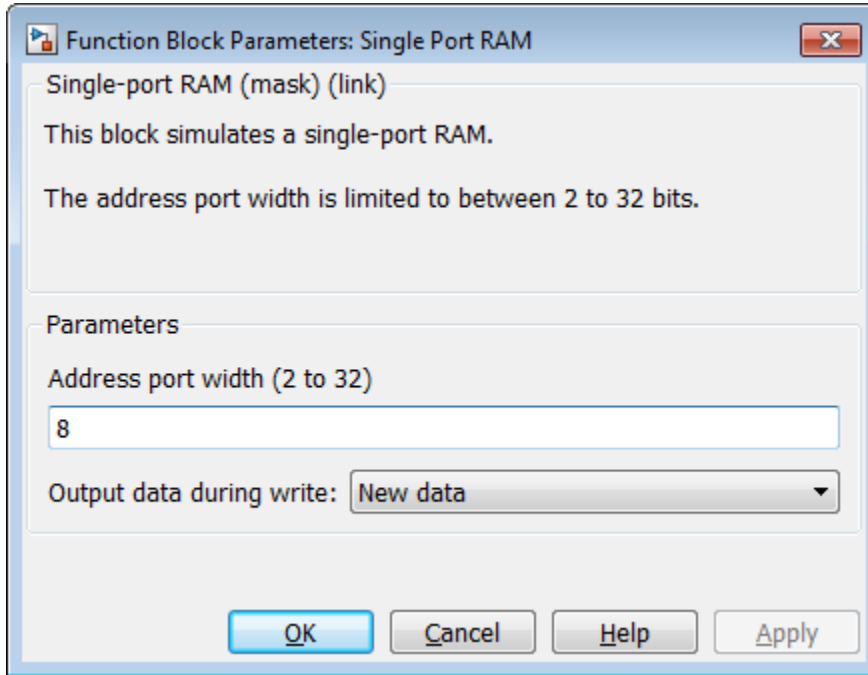 Function Block Parameters: Single Port RAM
Single-port RAM (mask) (link)
This block simulates a single-port RAM.
The address port width is limited to between 2 to 32 bits.
Parameters
Address port width (2 to 32)
8
Output data during write: New data
OK Cancel Help Apply